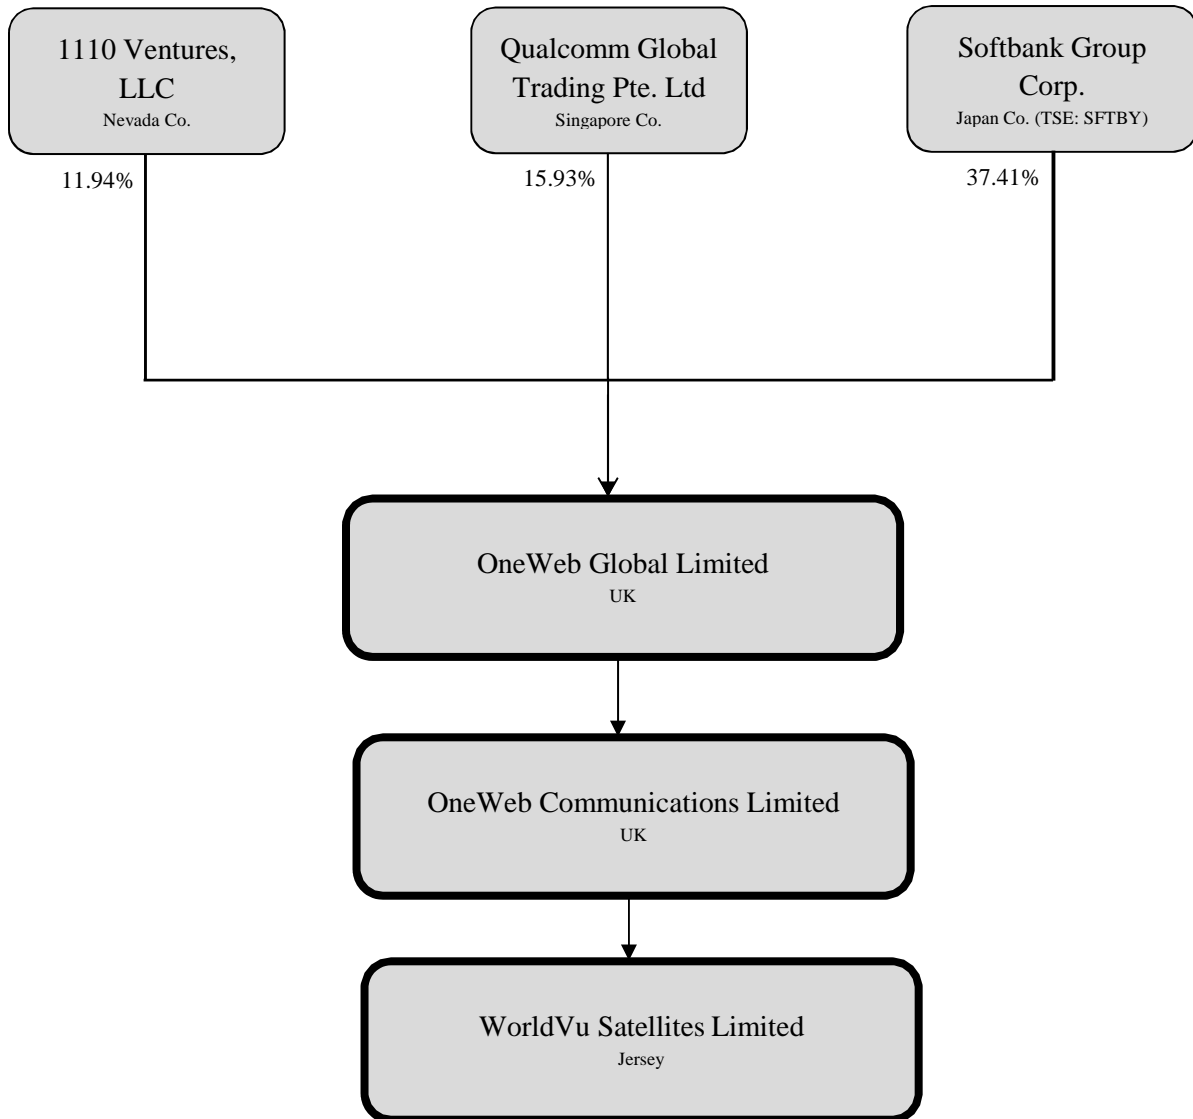 1110 Ventures,
LLC
Nevada Co.
Qualcomm Global
Trading Pte. Ltd
Singapore Co.
Softbank Group
Corp.
Japan Co. (TSE: SFTBY)
11.94%
15.93%
37.41%
OneWeb Global Limited
UK
OneWeb Communications Limited
UK
WorldVu Satellites Limited
Jersey